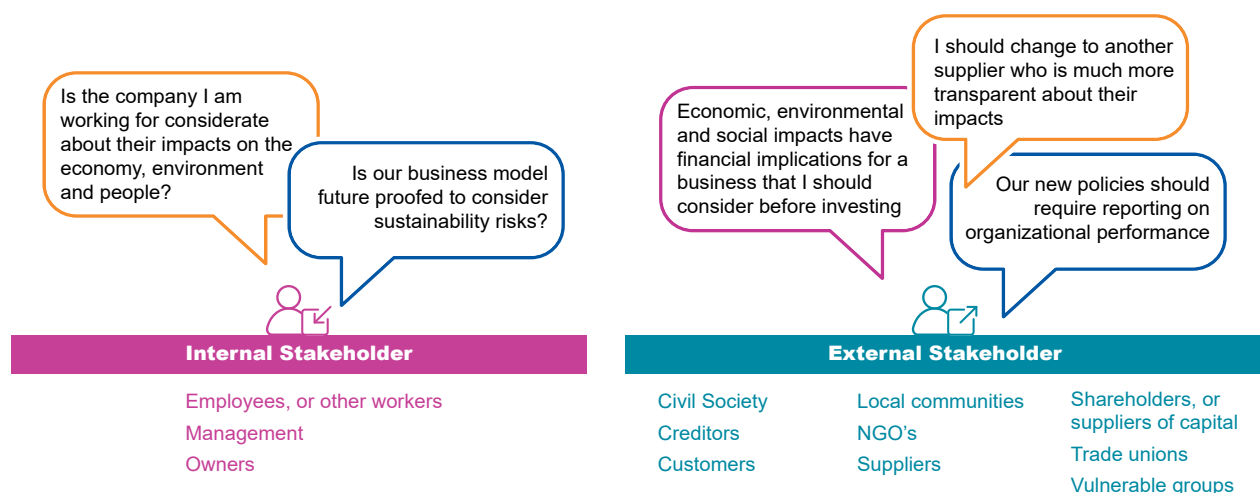 Is the company I am
working for considerate
about their impacts on the
economy, environment
and people?
Is our business model
future proofed to consider
sustainability risks?
Internal Stakeholder
Employees, or other workers
Management
Owners
Economic, environmental
and social impacts have
financial implications for a
business that I should
consider before investing
I should change to another
supplier who is much more
transparent about their
impacts
Our new policies should
require reporting on
organizational performance
External Stakeholder
Civil Society
Creditors
Customers
Local communities
NGO’s
Suppliers
Shareholders, or
suppliers of capital
Trade unions
Vulnerable groups